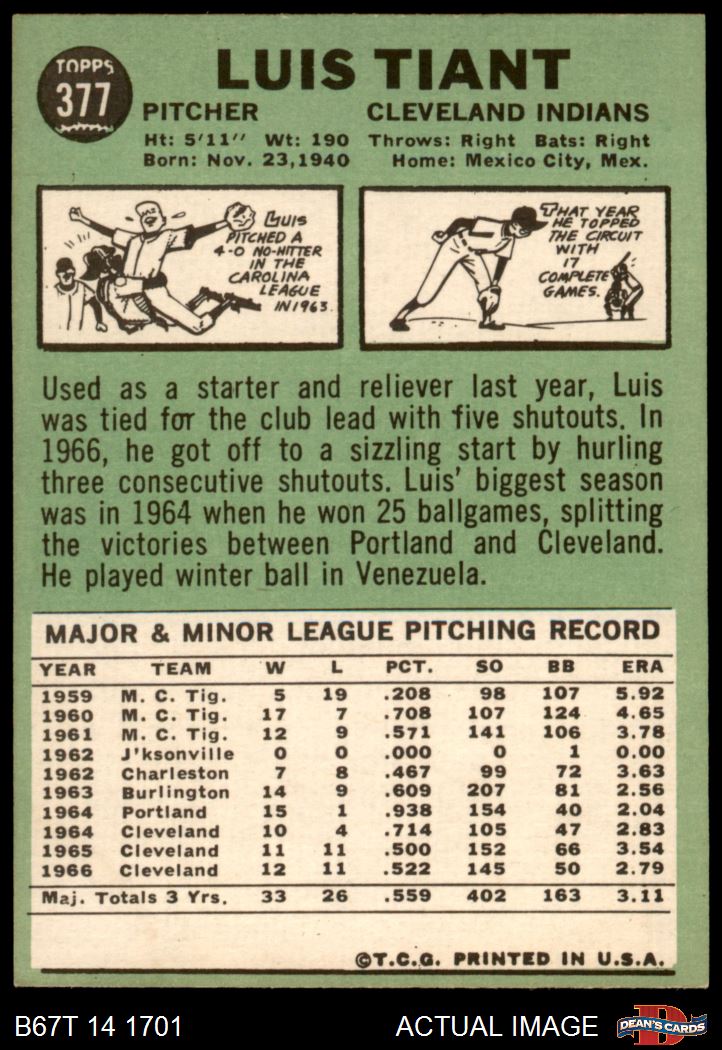 TOPPS
377
LUIS TIANT
PITCHER CLEVELAND INDIANS
Ht: 5'11" Wt: 190 Throws: Right Bats: Right
Born: Nov. 23,1940 Home: Mexico City, Mex.
LUIS
PITCHED A
4-0 NO-HITTER
IN THE
CAROLINA
LEAGUE
IN 1963.
THAT YEAR
HE TOPPED
THE CIRCUIT
WITH
17
COMPLETE
GAMES.
Used as a starter and reliever last year, Luis
was tied for the club lead with five shutouts. In
1966, he got off to a sizzling start by hurling
three consecutive shutouts. Luis' biggest season
was in 1964 when he won 25 ballgames, splitting
the victories between Portland and Cleveland.
He played winter ball in Venezuela.
MAJOR & MINOR LEAGUE PITCHING RECORD
YEAR TEAM W L PCT. SO BB ERA
1959 M. C. Tig. 5 19 .208 98 107 5.92
1960 M. C. Tig. 17 7 .708 107 124 4.65
1961 M. C. Tig. 12 9 .571 141 106 3.78
1962 J'ksonville 0 0 .000 0 1 0.00
1962 Charleston 7 8 .467 99 72 3.63
1963 Burlington 14 9 .609 207 81 2.56
1964 Portland 15 1 .938 154 40 2.04
1964 Cleveland 10 4 .714 105 47 2.83
1965 Cleveland 11 11 .500 152 66 3.54
1966 Cleveland 12 11 .522 145 50 2.79
Maj. Totals 3 Yrs. 33 26 .559 402 163 3.11
©T.C.G. PRINTED IN U.S.A.
B67T 14 1701 ACTUAL IMAGE
D
DEAN'S CARDS